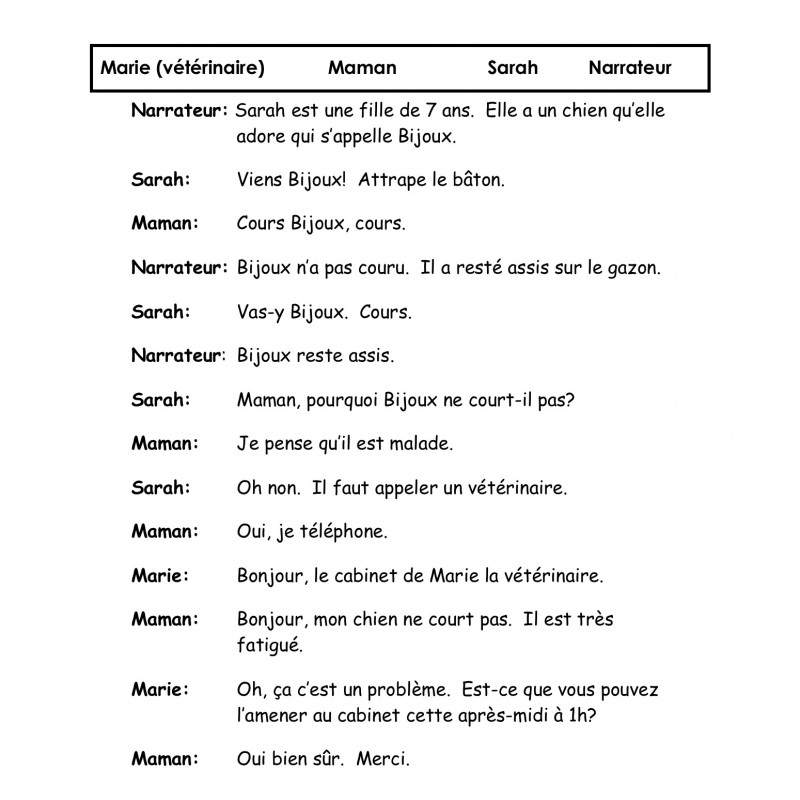 Marie (vétérinaire) Maman Sarah Narrateur
Narrateur: Sarah est une fille de 7 ans. Elle a un chien qu'elle
adore qui s'appelle Bijoux.
Sarah: Viens Bijoux! Attrape le bâton.
Maman: Cours Bijoux, cours.
Narrateur: Bijoux n'a pas couru. Il a resté assis sur le gazon.
Sarah: Vas-y Bijoux. Cours.
Narrateur: Bijoux reste assis.
Sarah: Maman, pourquoi Bijoux ne court-il pas?
Maman: Je pense qu'il est malade.
Sarah: Oh non. Il faut appeler un vétérinaire.
Maman: Oui, je téléphone.
Marie: Bonjour, le cabinet de Marie la vétérinaire.
Maman: Bonjour, mon chien ne court pas. Il est très
fatigué.
Marie: Oh, ça c'est un problème. Est-ce que vous pouvez
l'amener au cabinet cette après-midi à 1h?
Maman: Oui bien sûr. Merci.